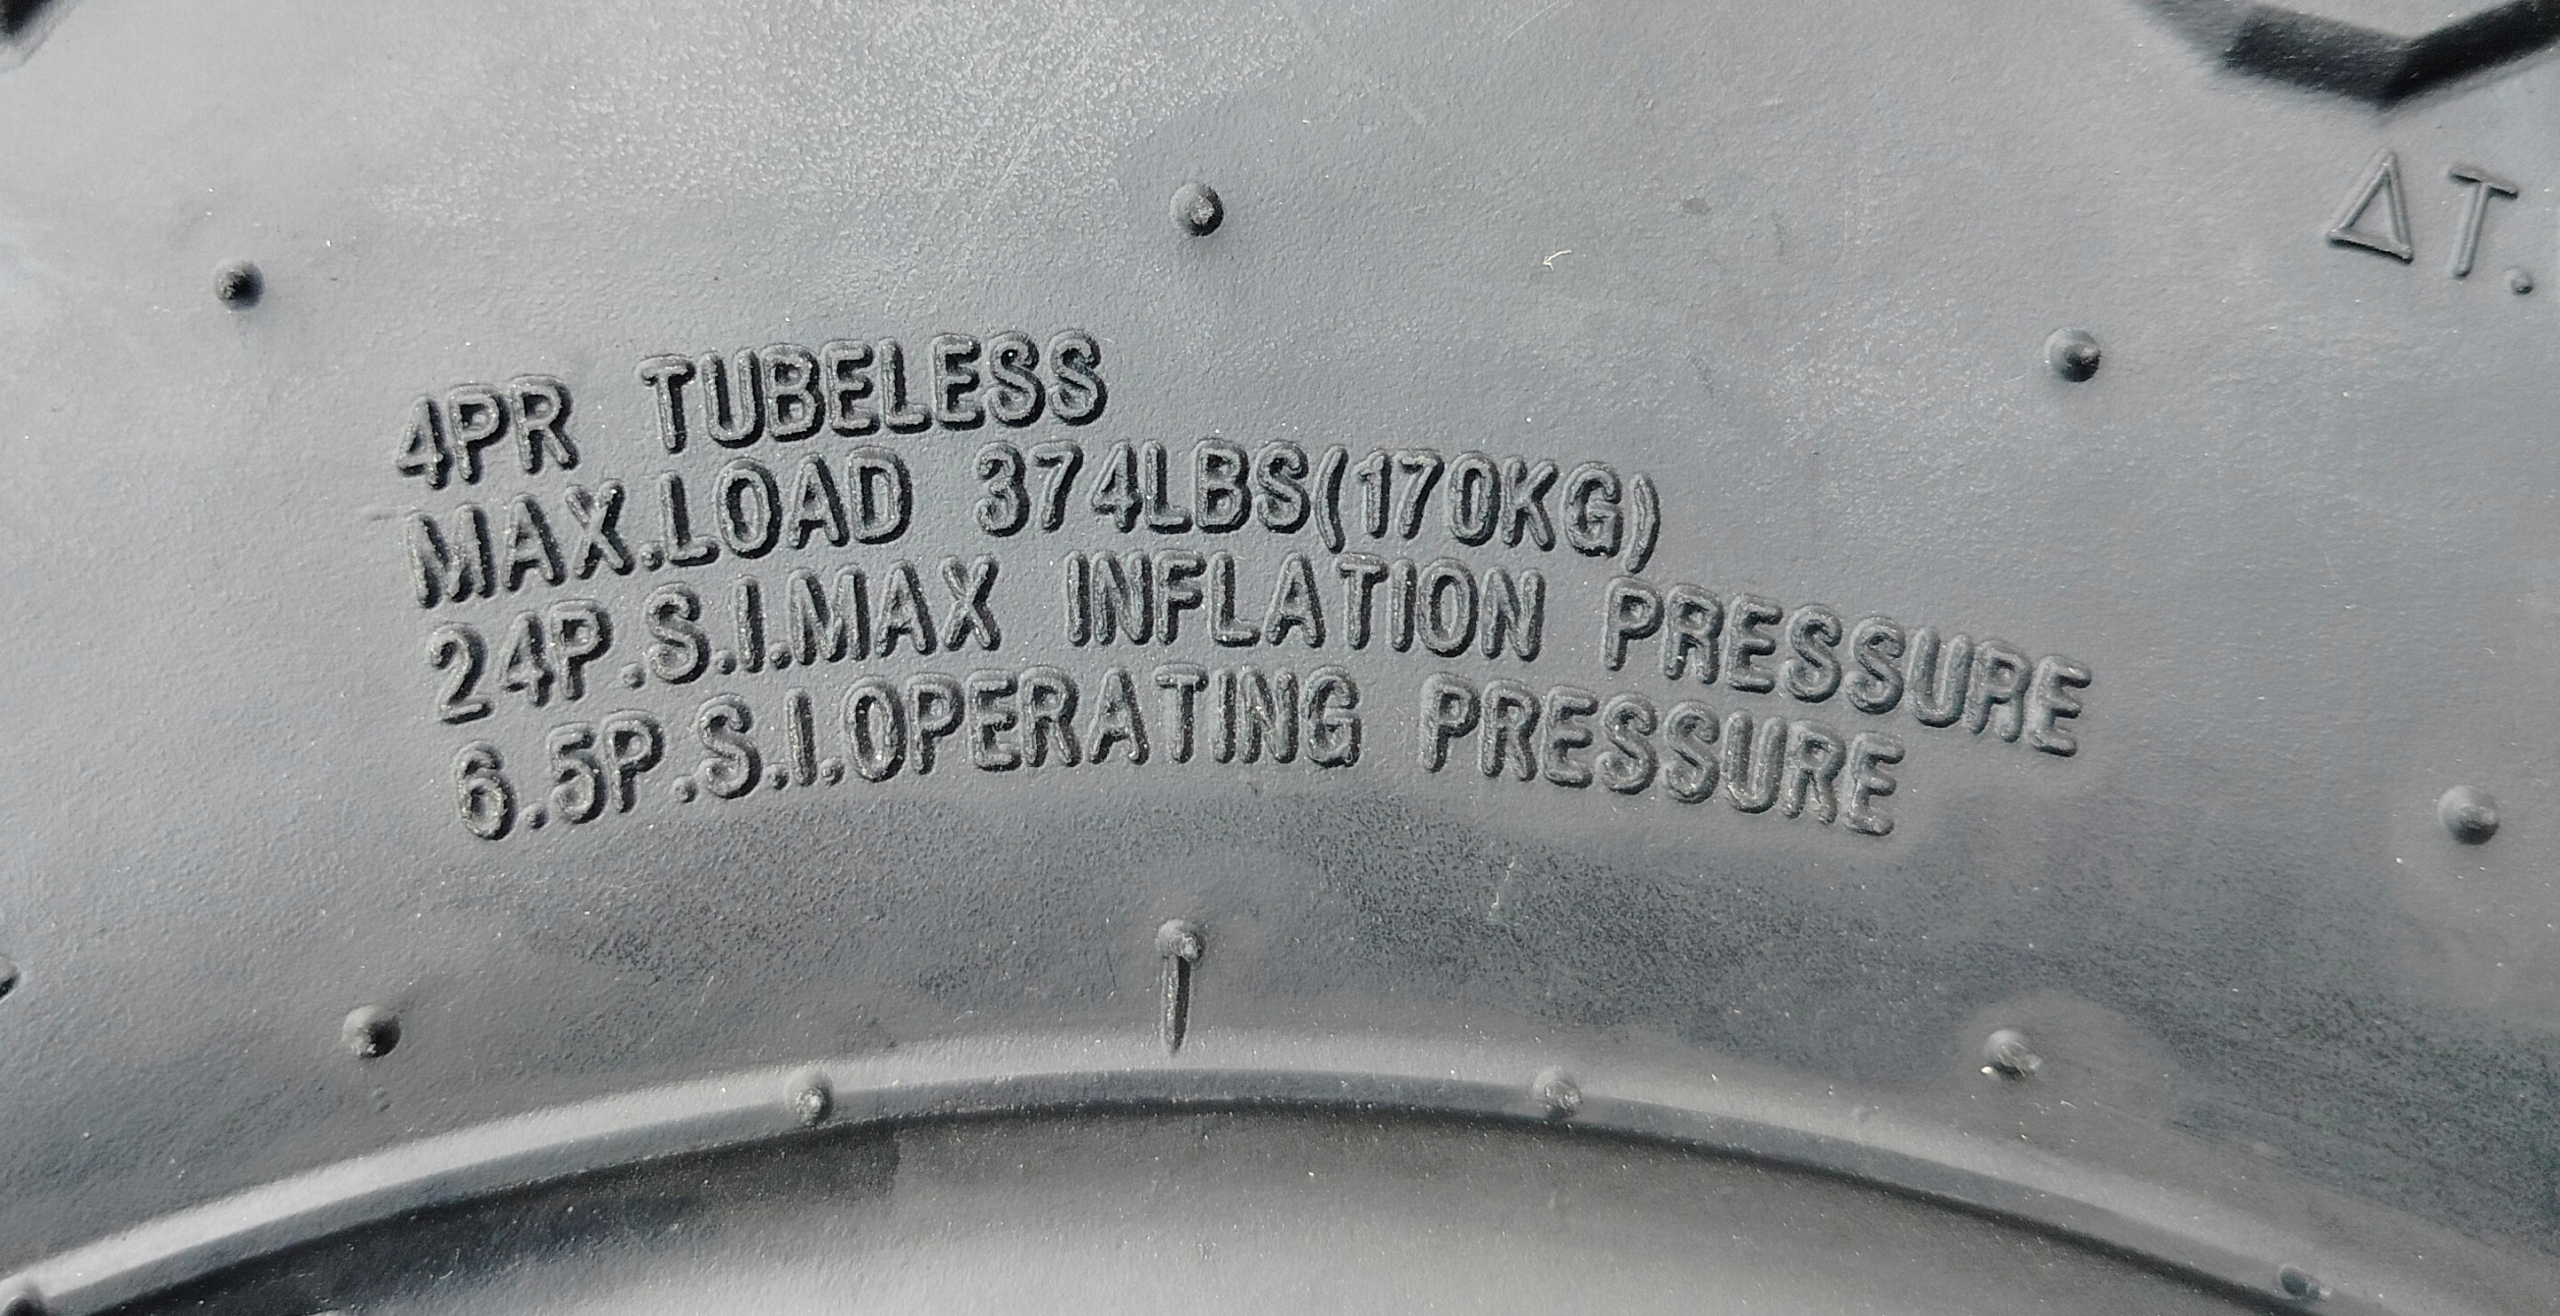 ΔT.
4PR TUBELESS
MAX.LOAD 374LBS(170KG)
24P.S.I.MAX INFLATION PRESSURE
6.5P.S.I.OPERATING PRESSURE